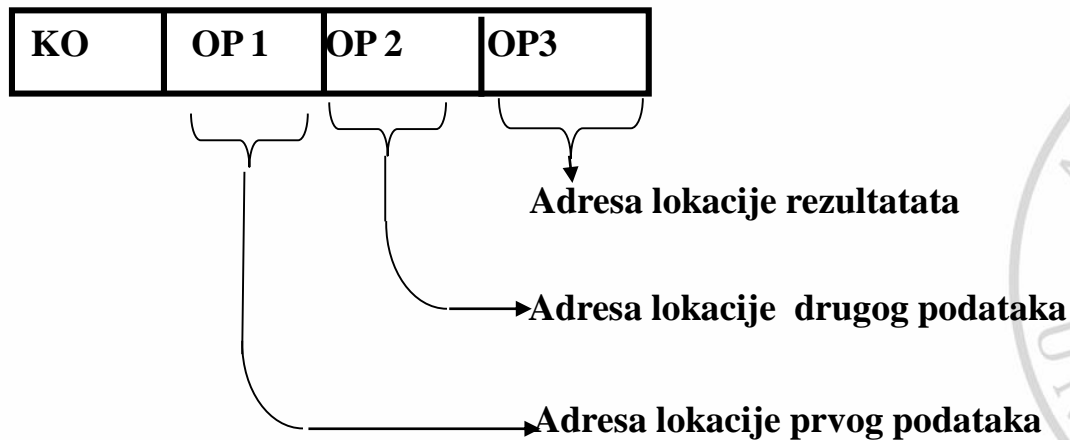 KO OP 1 OP 2 OP3
Adresa lokacije rezultatata
Adresa lokacije drugog podataka
Adresa lokacije prvog podataka